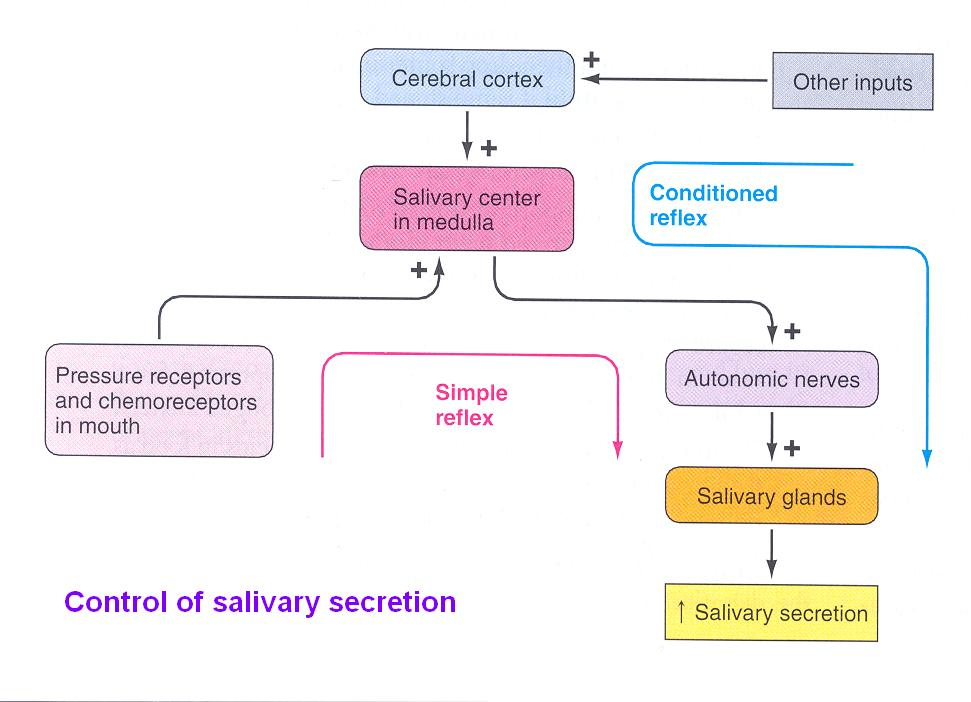 Cerebral cortex
+
Other inputs
+
Salivary center
in medulla
Conditioned
reflex
+
+
Pressure receptors
and chemoreceptors
in mouth
Simple
reflex
Autonomic nerves
+
Salivary glands
Control of salivary secretion
↑ Salivary secretion